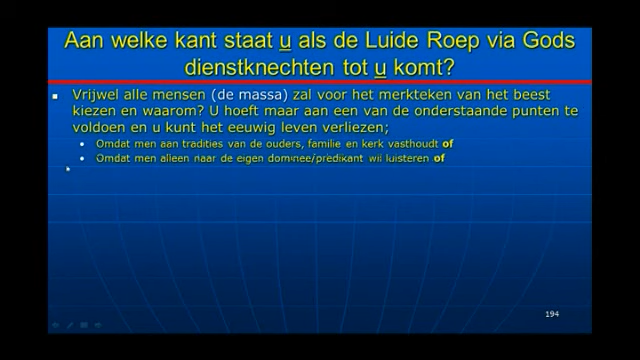 Aan welke kant staat u als de Luide Roep via Gods
dienstknechten tot u komt?
Vrijwel alle mensen (de massa) zal voor het merkteken van het beest
kiezen en waarom? U hoeft maar aan een van de onderstaande punten te
voldoen en u kunt het eeuwig leven verliezen;
Omdat men aan tradities van de ouders, familie en kerk vasthoudt of
Omdat men alleen naar de eigen dominee/predikant wil luisteren of
194